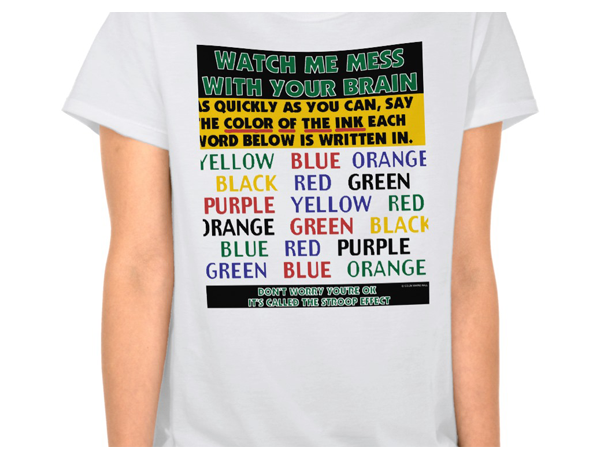 WATCH ME MESS
WITH YOUR BRAIN
AS QUICKLY AS YOU CAN, SAY
THE COLOR OF THE INK EACH
WORD BELOW IS WRITTEN IN.
YELLOW BLUE ORANGE
BLACK RED GREEN
PURPLE YELLOW RED
ORANGE GREEN BLACK
BLUE RED PURPLE
GREEN BLUE ORANGE
DON'T WORRY YOU'RE OK
IT'S CALLED THE STROOP EFFECT